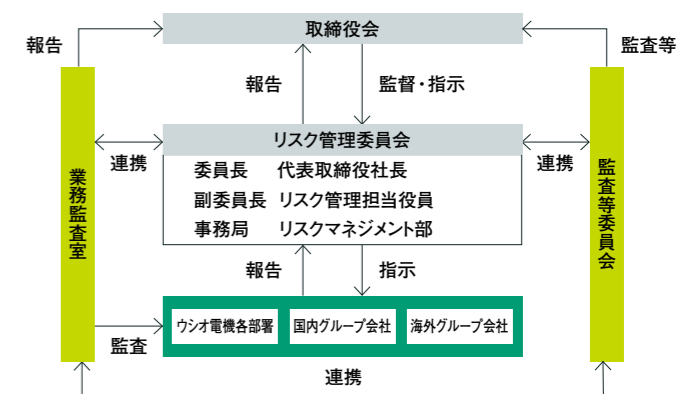 取締役会
報告
監査等
報告
監督・指示
リスク管理委員会
連携
連携
委員長 代表取締役社長
副委員長 リスク管理担当役員
事務局 リスクマネジメント部
業務監査室
監査等委員会
報告
指示
ウシオ電機各部署
国内グループ会社
海外グループ会社
監査
連携